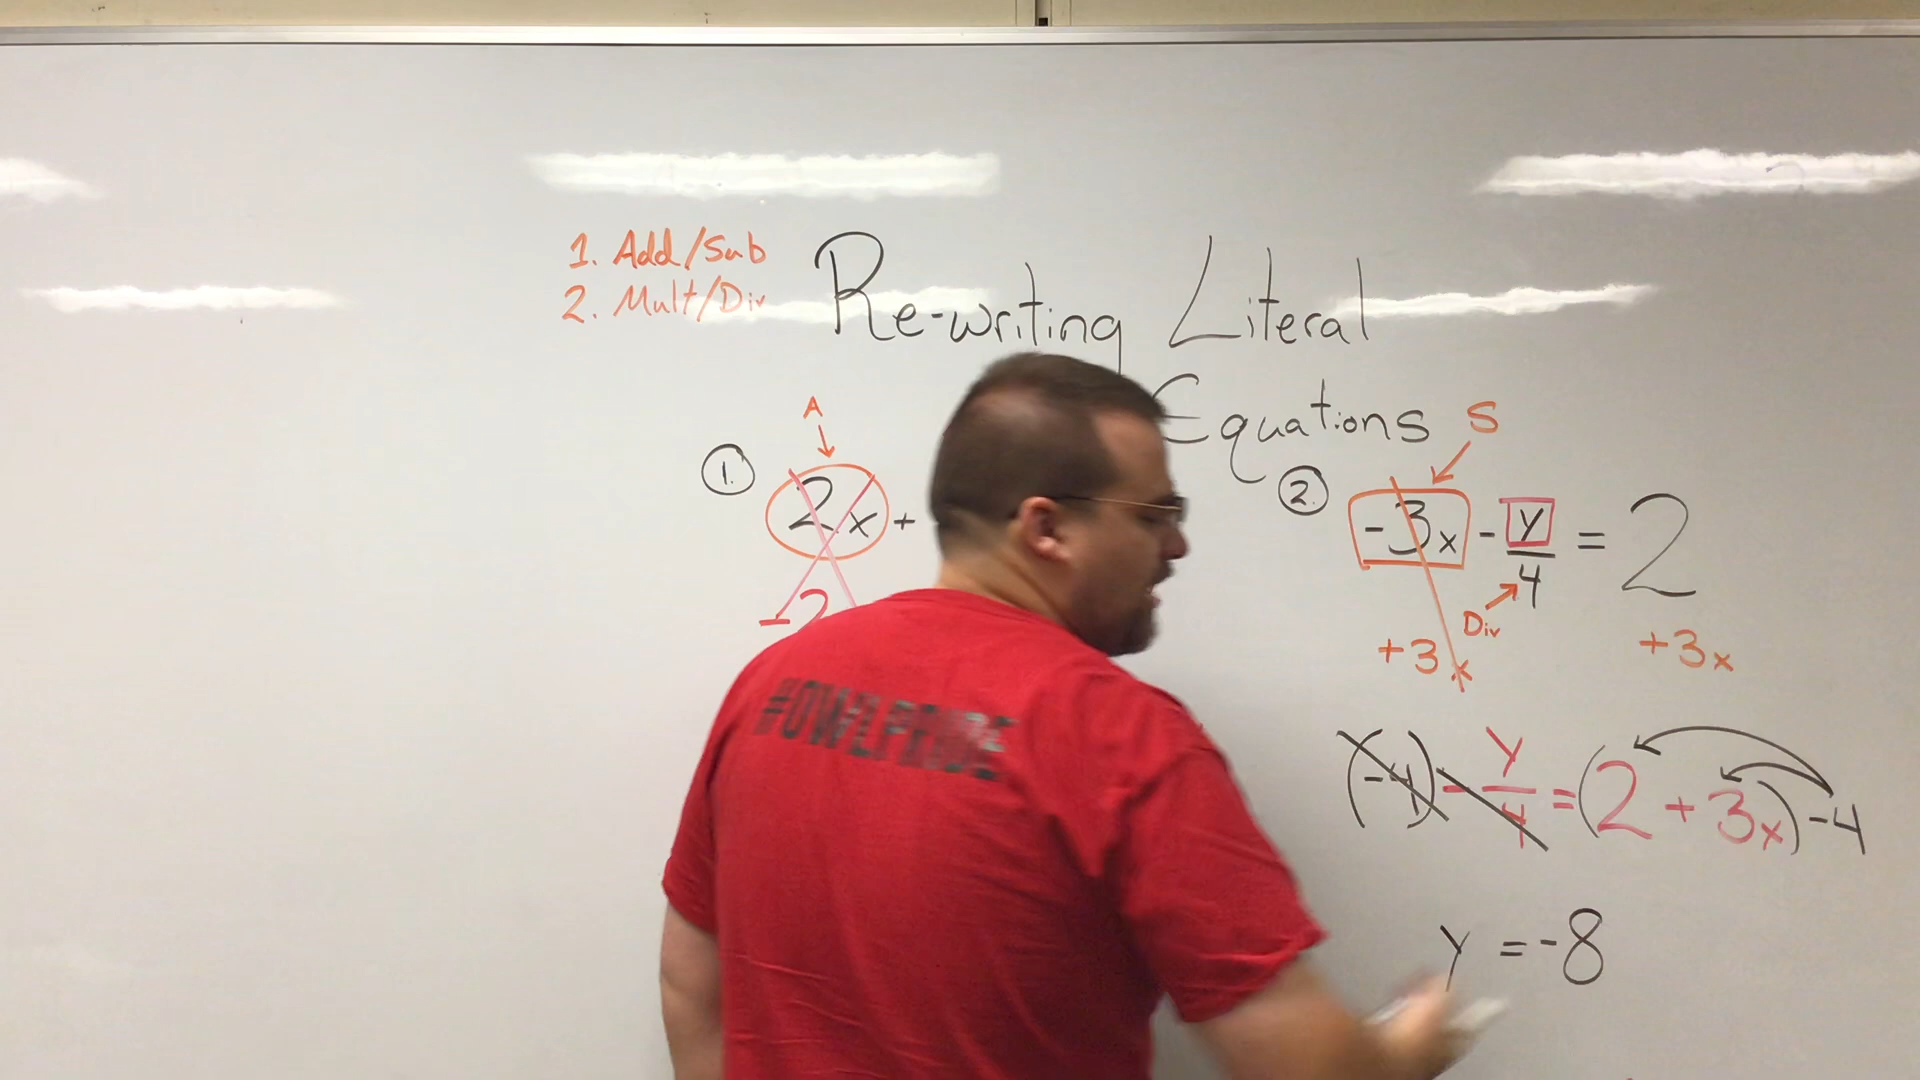 1. Add/Sub
2. Mult/Div
Re-writing Literal
Equations
A
1.
2x +
2
S
2.
-3x - y/4 = 2
Div
+3x +3x
(-4) - y/4 = (2 + 3x) -4
y = -8
#OWLPRIDE